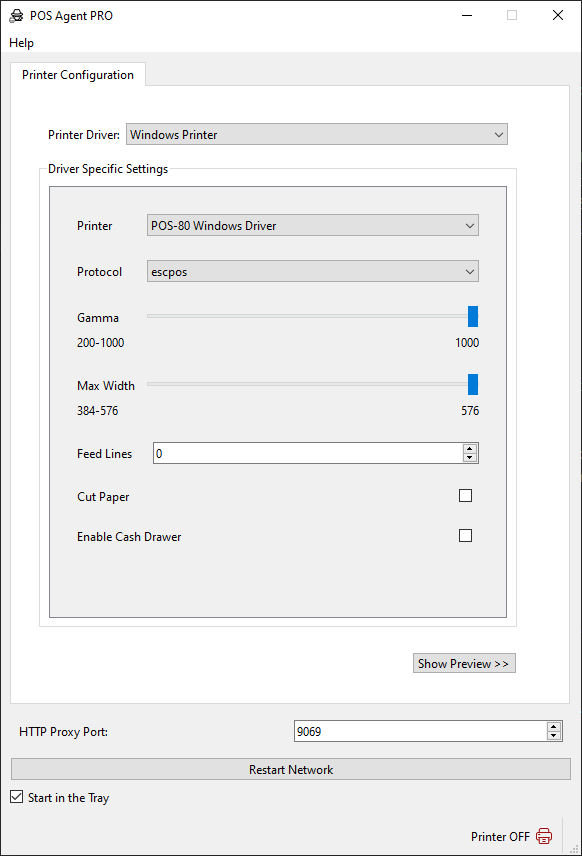 POS Agent PRO
Help
Printer Configuration
Printer Driver: Windows Printer
Driver Specific Settings
Printer POS-80 Windows Driver
Protocol escpos
Gamma
200-1000 1000
Max Width
384-576 576
Feed Lines 0
Cut Paper
Enable Cash Drawer
Show Preview >>
HTTP Proxy Port: 9069
Restart Network
Start in the Tray
Printer OFF